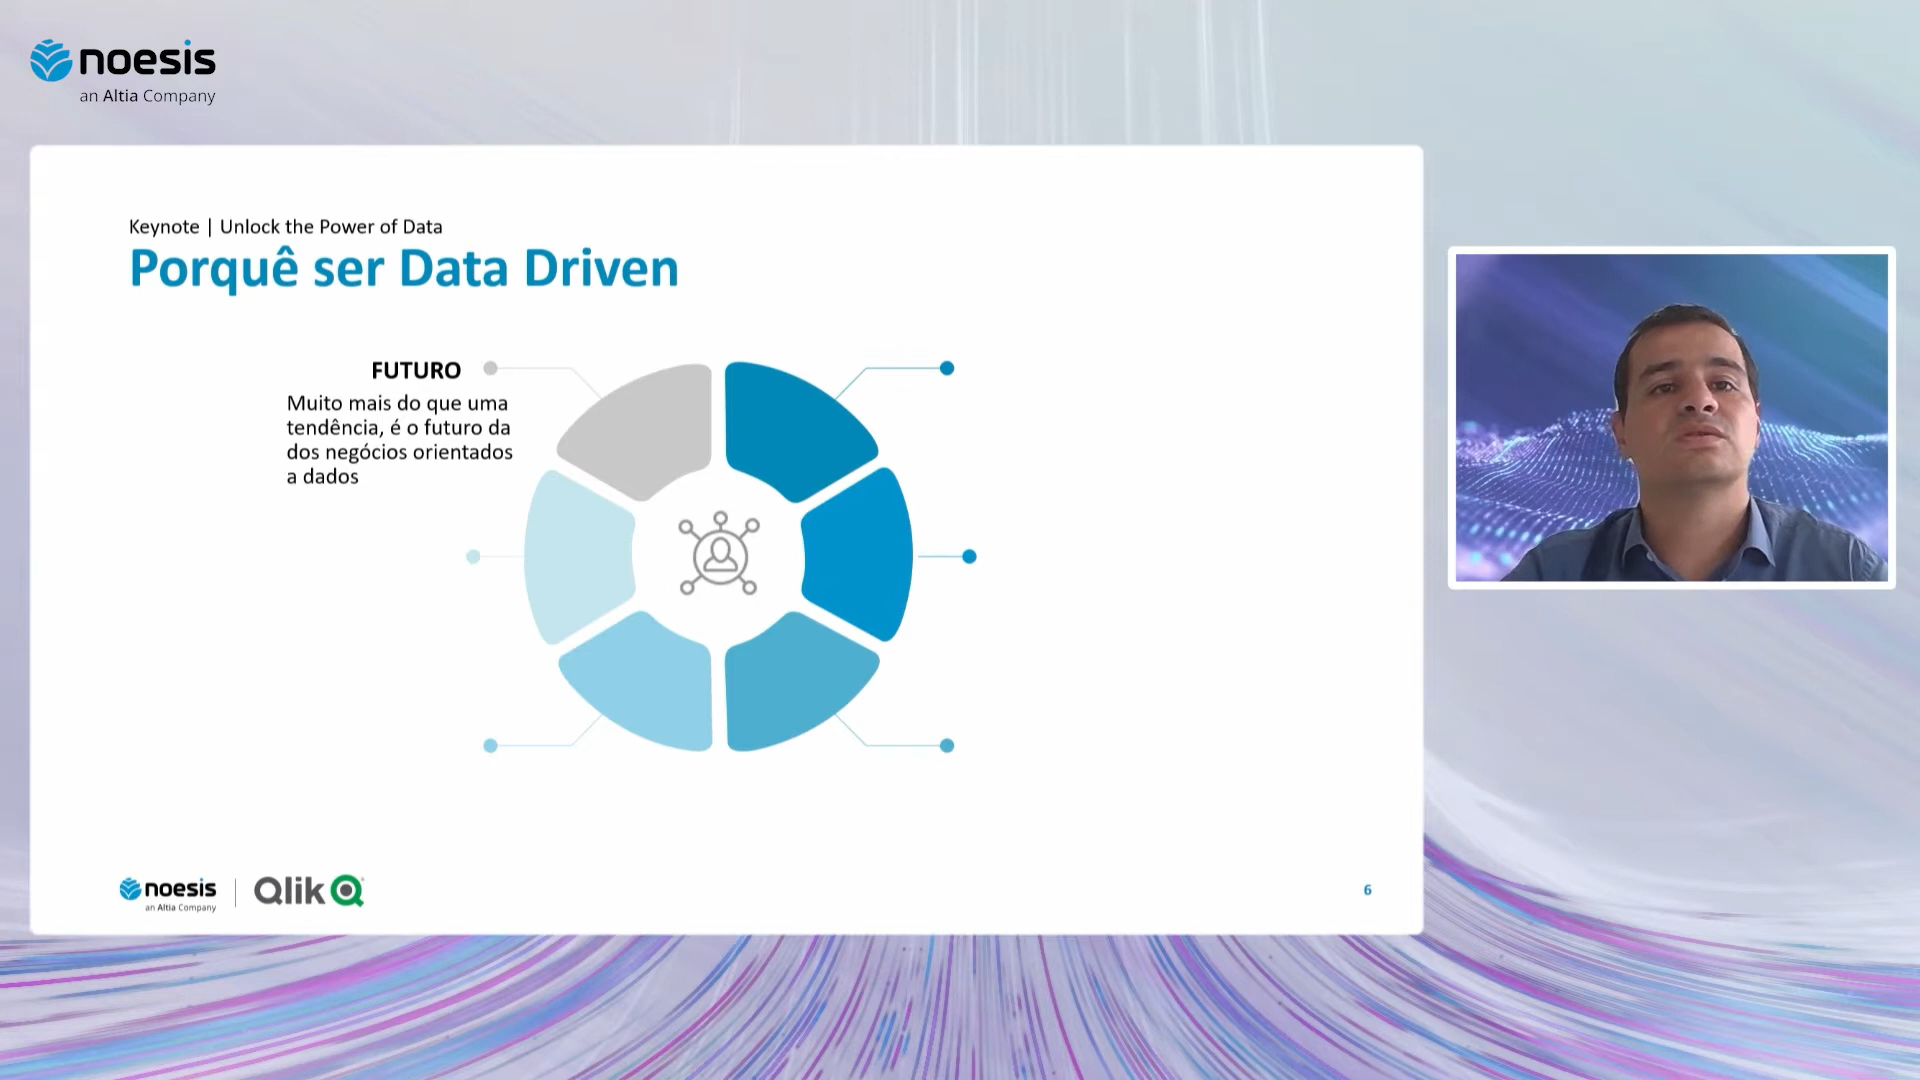 noesis
an Altia Company
Keynote | Unlock the Power of Data
Porquê ser Data Driven
FUTURO
Muito mais do que uma
tendência, é o futuro da
dos negócios orientados
a dados
noesis
an Altia Company
Qlik
6